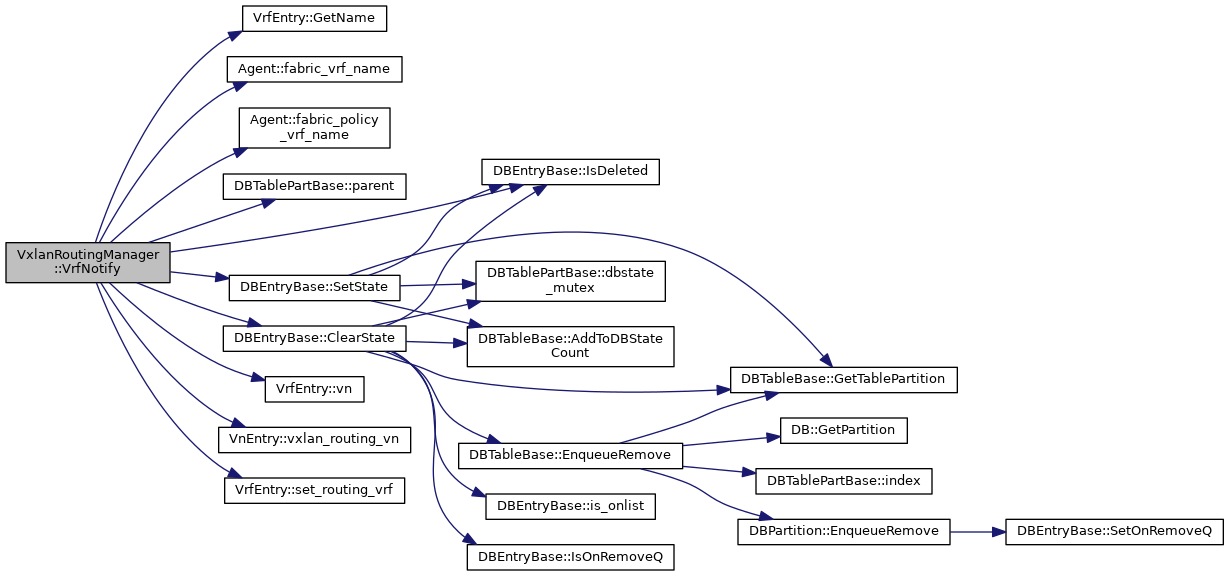 VrfEntry::GetName
Agent::fabric_vrf_name
Agent::fabric_policy
_vrf_name
DBTablePartBase::parent
DBEntryBase::IsDeleted
VxlanRoutingManager
::VrfNotify
DBEntryBase::SetState
DBTablePartBase::dbstate
_mutex
DBEntryBase::ClearState
DBTableBase::AddToDBState
Count
DBTableBase::GetTablePartition
VrfEntry::vn
VnEntry::vxlan_routing_vn
DB::GetPartition
DBTableBase::EnqueueRemove
DBTablePartBase::index
VrfEntry::set_routing_vrf
DBEntryBase::is_onlist
DBPartition::EnqueueRemove
DBEntryBase::SetOnRemoveQ
DBEntryBase::IsOnRemoveQ